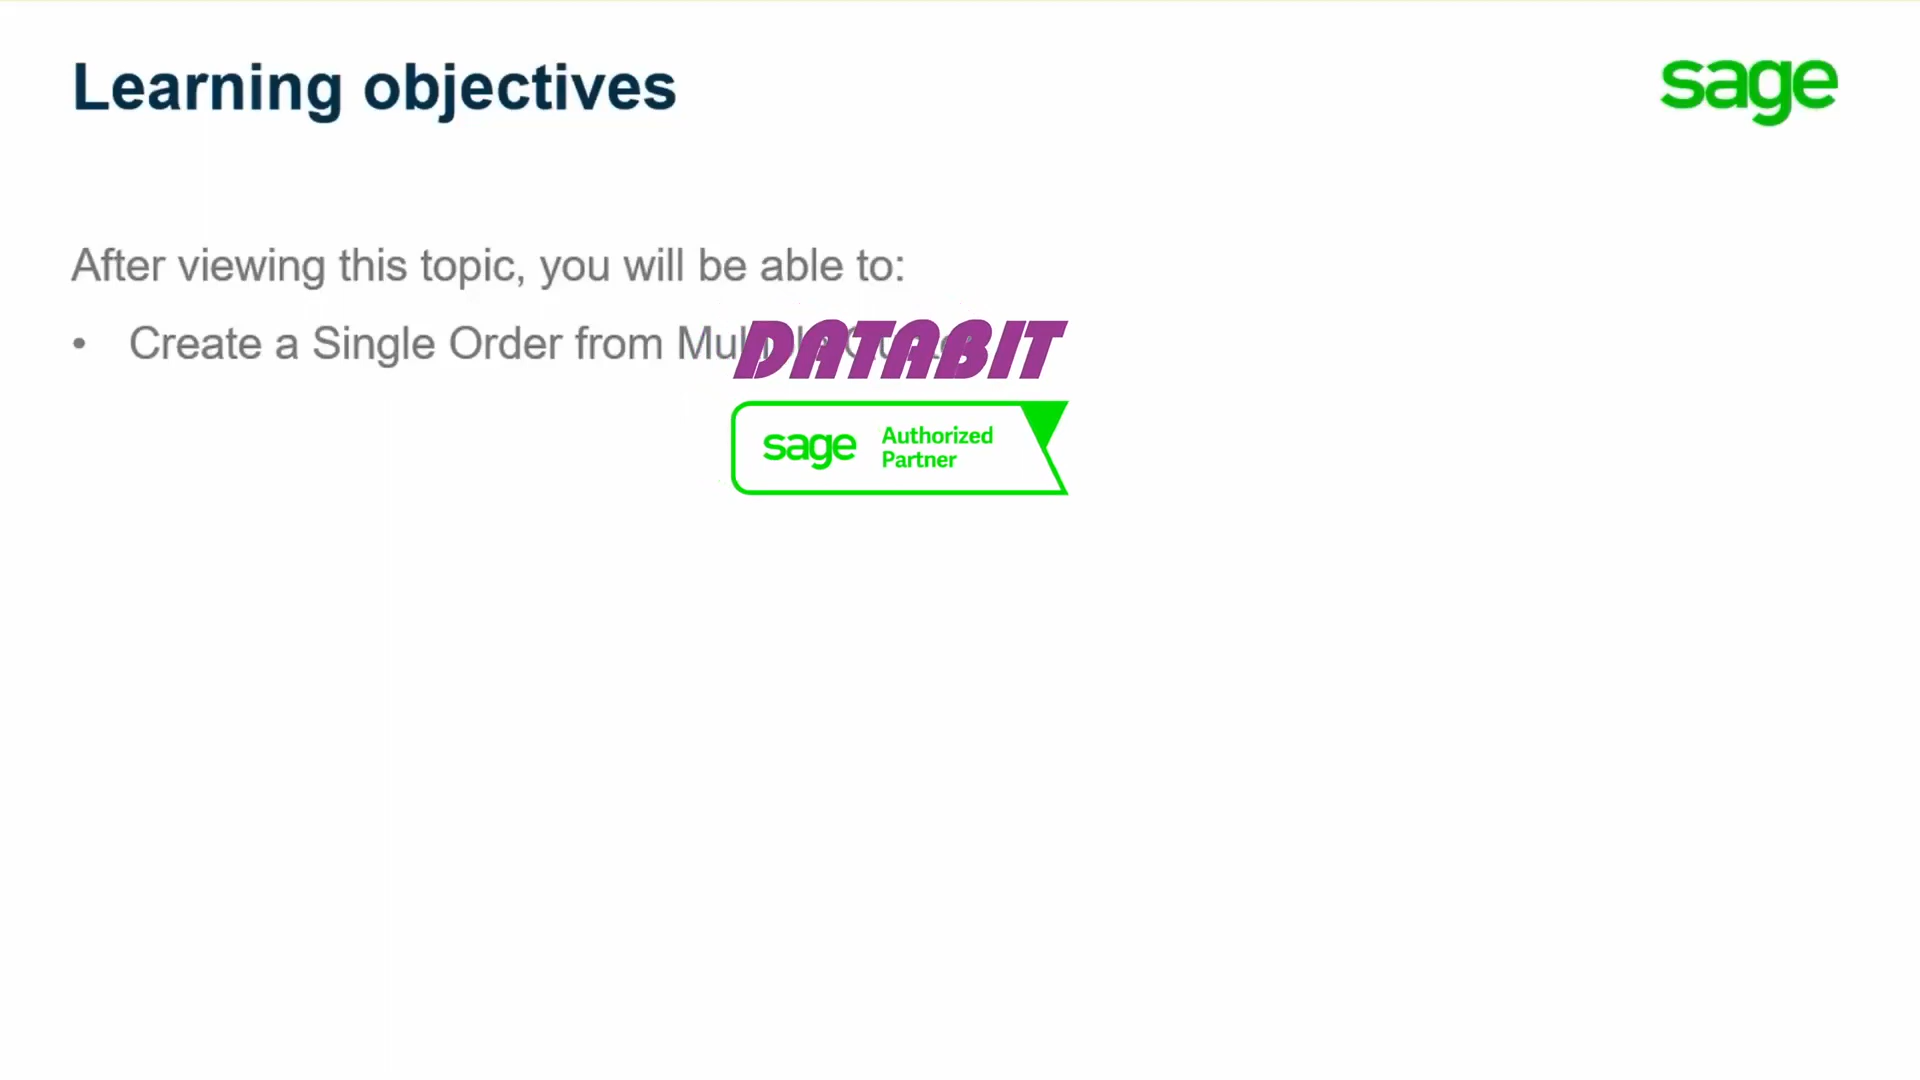 Learning objectives
sage
After viewing this topic, you will be able to:
• Create a Single Order from
DATABIT
sage Authorized
Partner